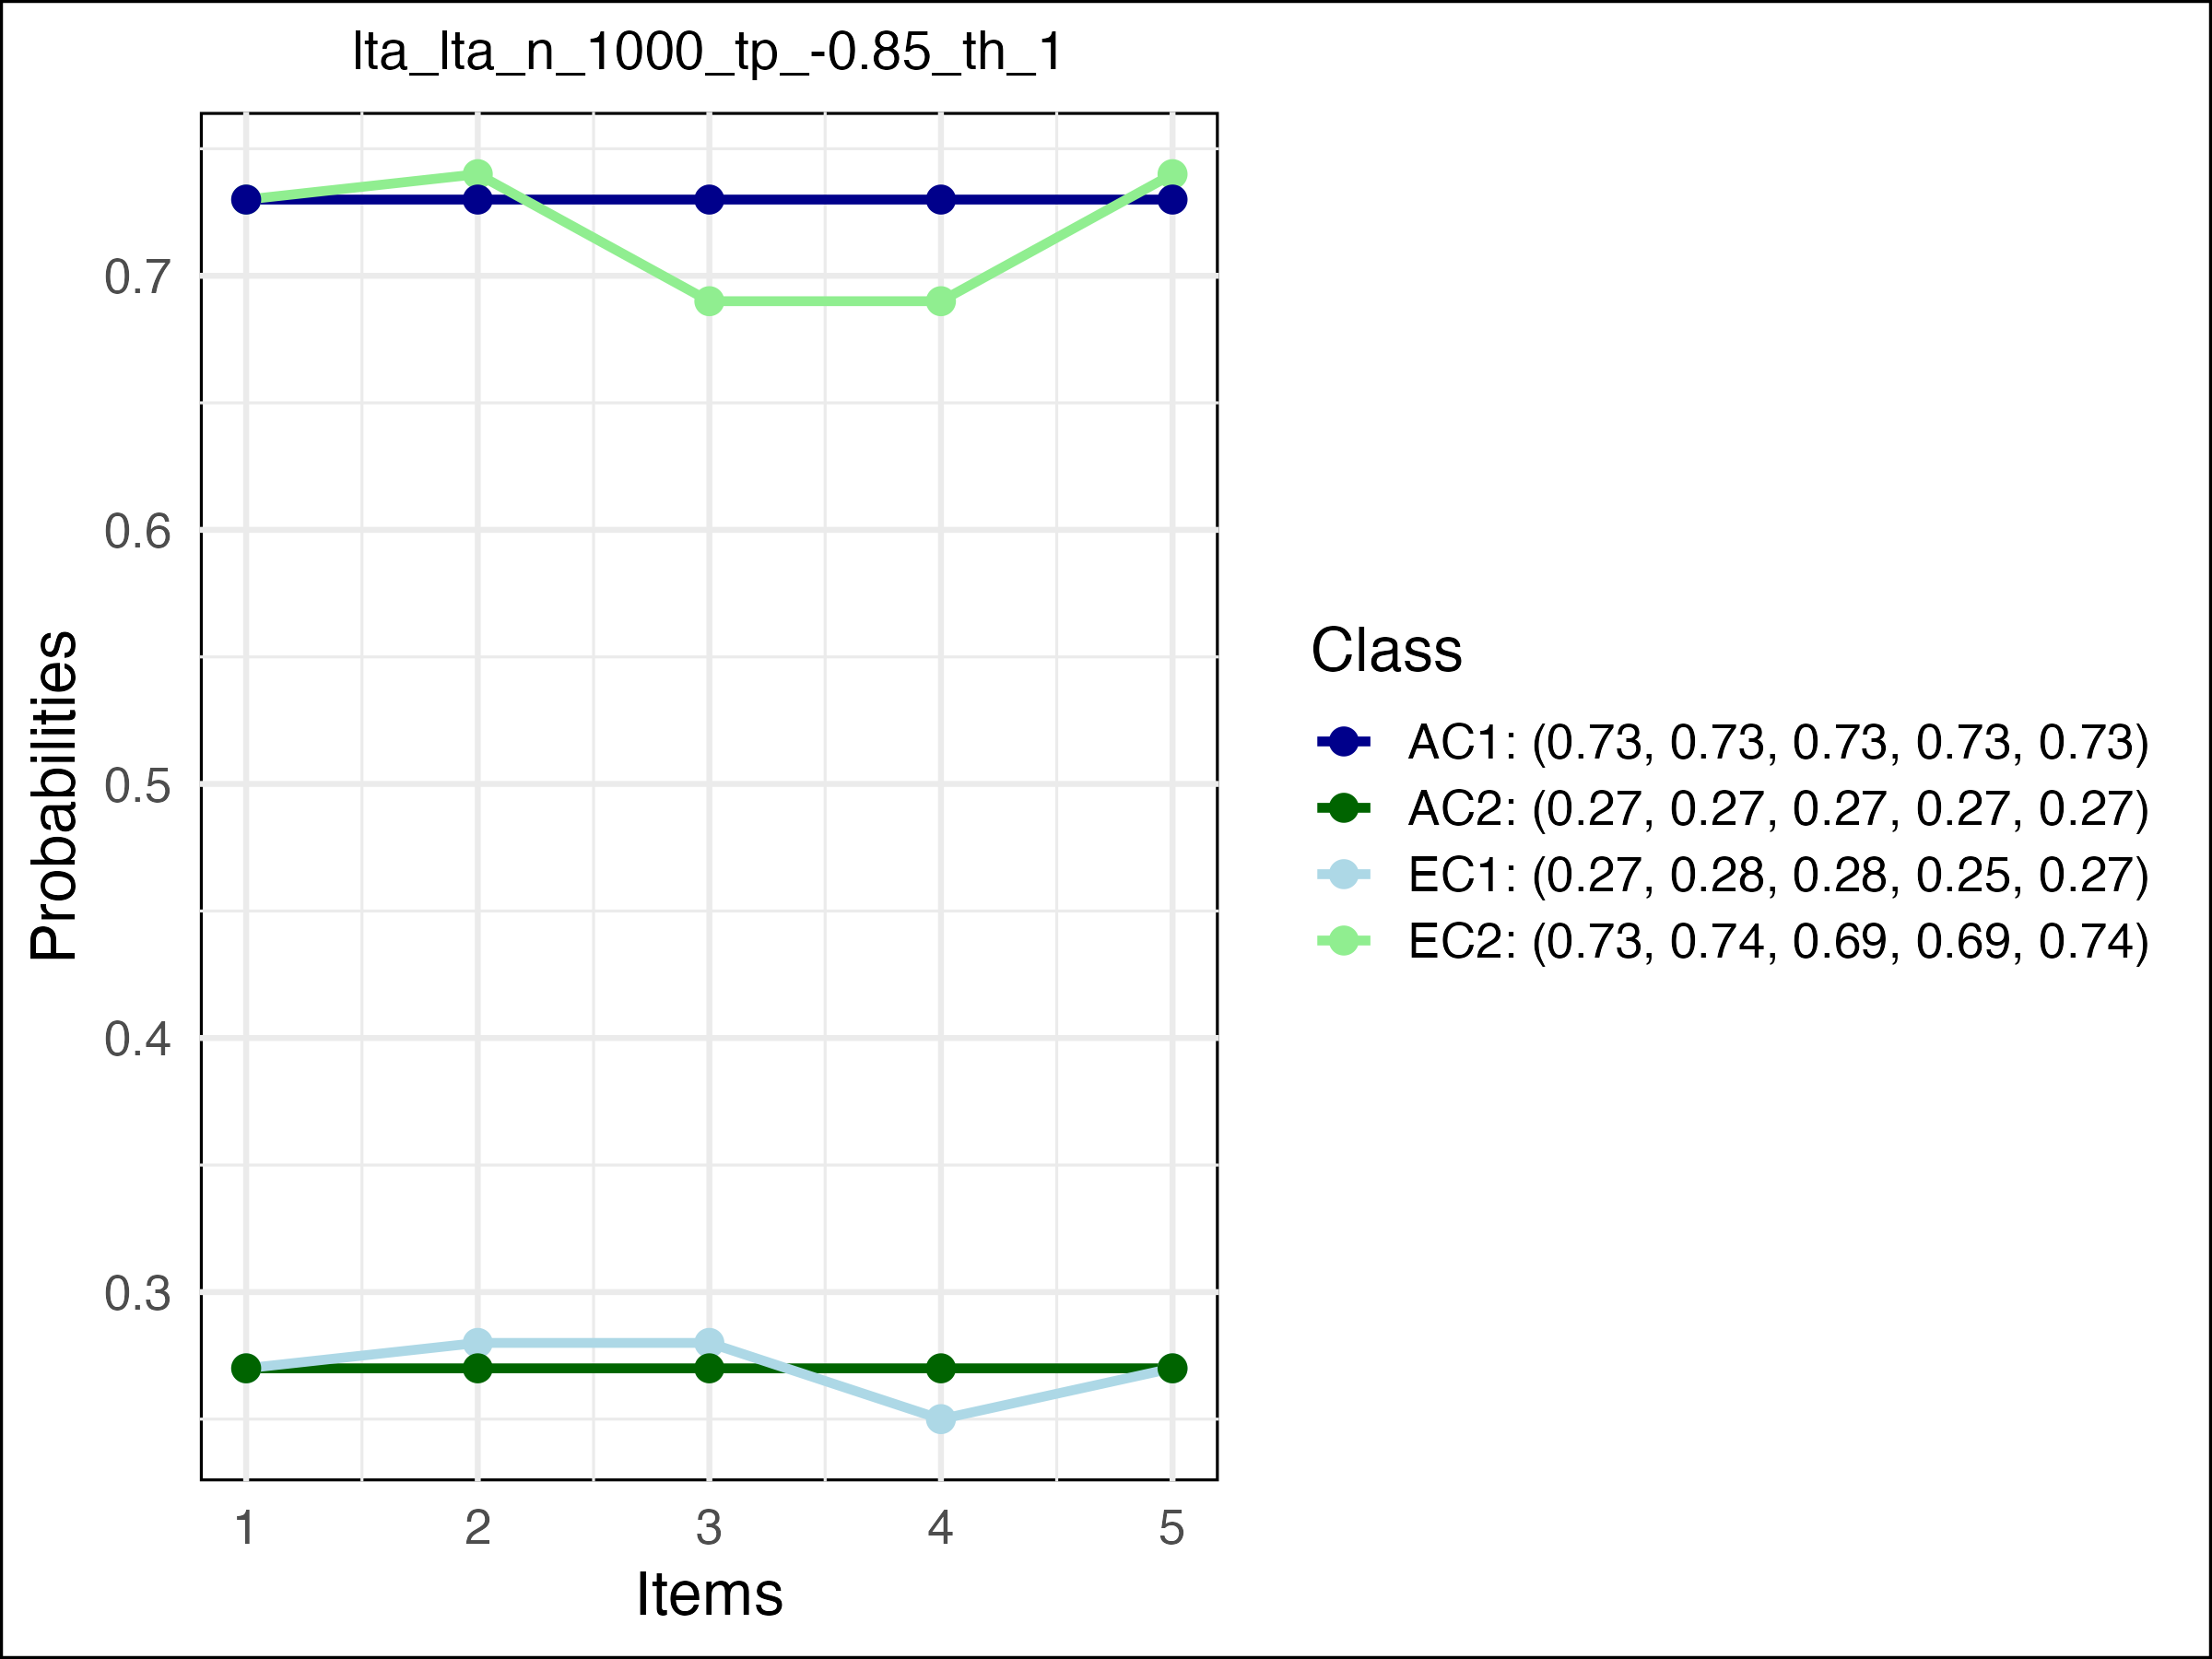 lta_lta_n_1000_tp_-0.85_th_1
Probabilities
0.7
0.6
0.5
0.4
0.3
1 2 3 4 5
Items
Class
AC1: (0.73, 0.73, 0.73, 0.73, 0.73)
AC2: (0.27, 0.27, 0.27, 0.27, 0.27)
EC1: (0.27, 0.28, 0.28, 0.25, 0.27)
EC2: (0.73, 0.74, 0.69, 0.69, 0.74)